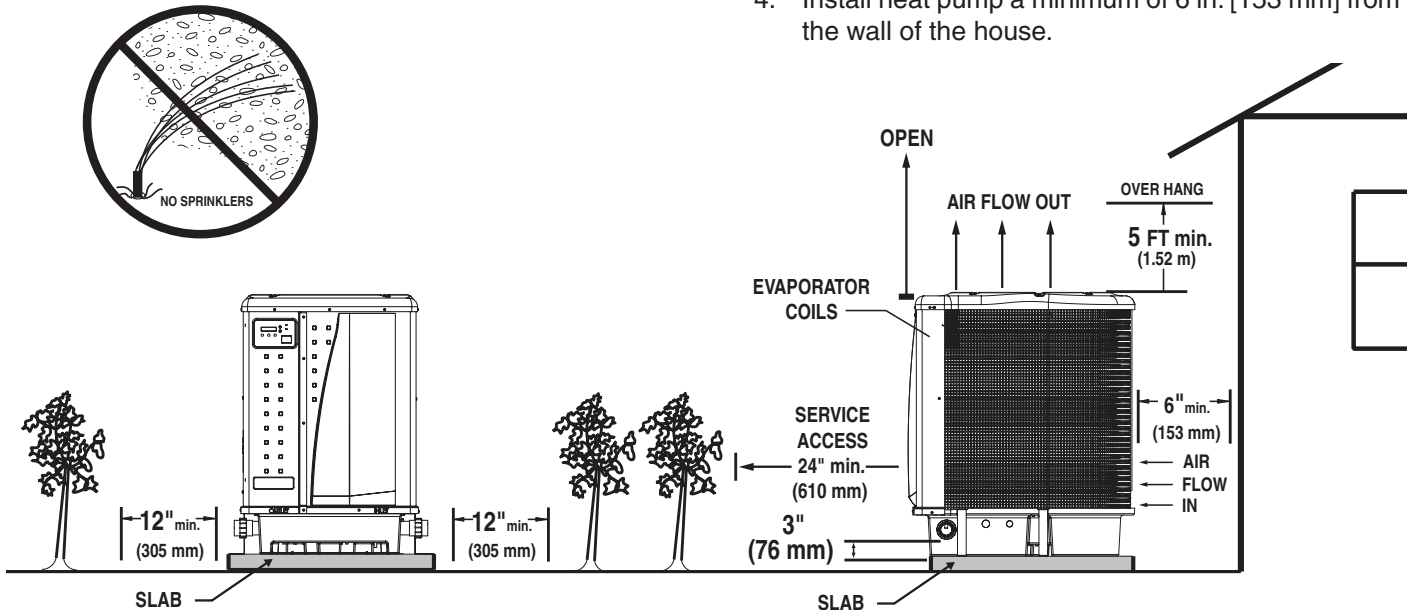 4. Install heat pump a minimum of 6 in. [153 mm] from
the wall of the house.
NO SPRINKLERS
OPEN
AIR FLOW OUT
OVER HANG
5 FT min.
(1.52 m)
EVAPORATOR
COILS
SERVICE
ACCESS
24" min.
(610 mm)
6" min.
(153 mm)
AIR
FLOW
IN
12" min.
(305 mm)
OUTLET
INLET
12" min.
(305 mm)
3"
(76 mm)
SLAB
SLAB